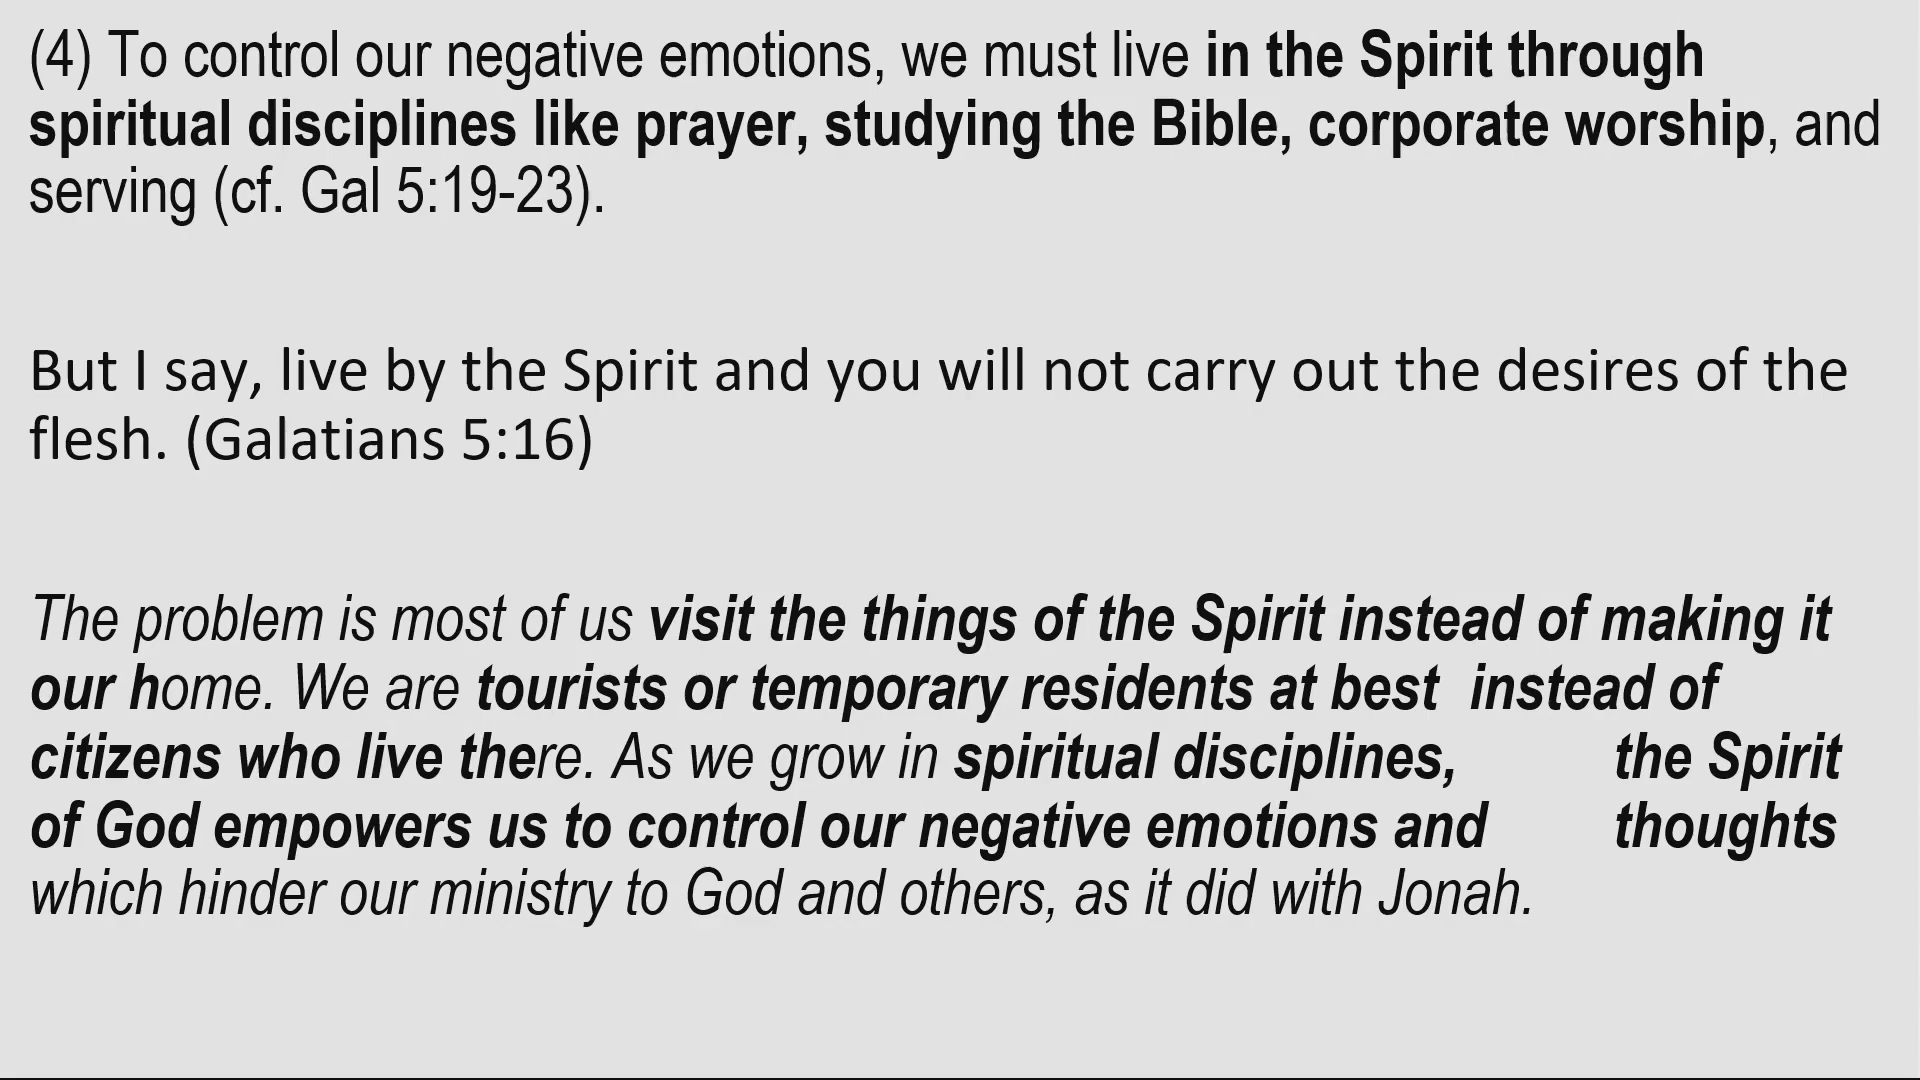 (4) To control our negative emotions, we must live in the Spirit through
spiritual disciplines like prayer, studying the Bible, corporate worship, and
serving (cf. Gal 5:19-23).
But I say, live by the Spirit and you will not carry out the desires of the
flesh. (Galatians 5:16)
The problem is most of us visit the things of the Spirit instead of making it
our home. We are tourists or temporary residents at best instead of
citizens who live there. As we grow in spiritual disciplines, the Spirit
of God empowers us to control our negative emotions and thoughts
which hinder our ministry to God and others, as it did with Jonah.